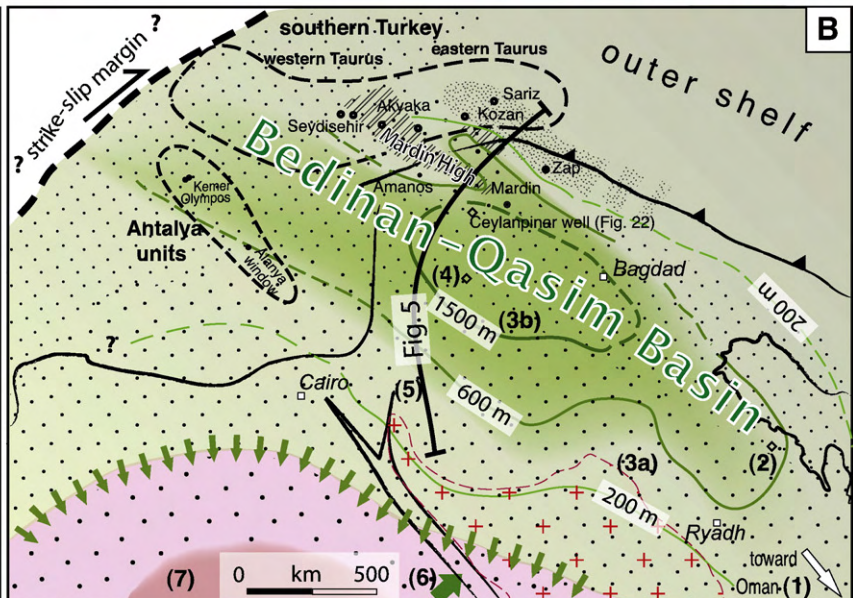 B
?
southern Turkey
strike-slip margin
?
western Taurus
eastern Taurus
outer shelf
Sariz
Akyaka
Kozan
Seydisehir
Mardin High
Zap
Amanos
Mardin
Kemer
Olympos
Ceylanpinar well (Fig. 22)
Antalya
units
Alanya
window
Bedinan-Qasim Basin
Bagdad
(4)
200 m
Fig. 5
1500 m
(3b)
?
Cairo
(5)
600 m
(2)
(3a)
200 m
Ryadh
toward
Oman (1)
(7)
0 km 500
(6)